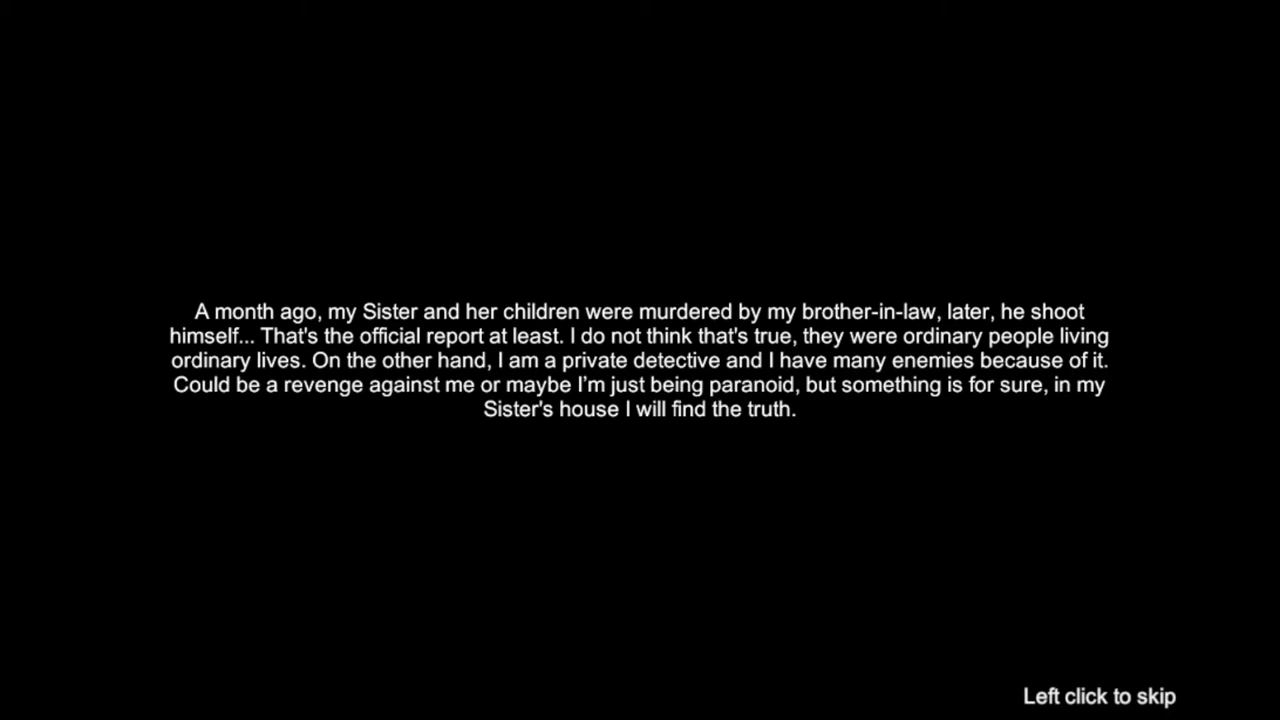 A month ago, my Sister and her children were murdered by my brother-in-law, later, he shoot
himself... That's the official report at least. I do not think that's true, they were ordinary people living
ordinary lives. On the other hand, I am a private detective and I have many enemies because of it.
Could be a revenge against me or maybe I'm just being paranoid, but something is for sure, in my
Sister's house I will find the truth.
Left click to skip